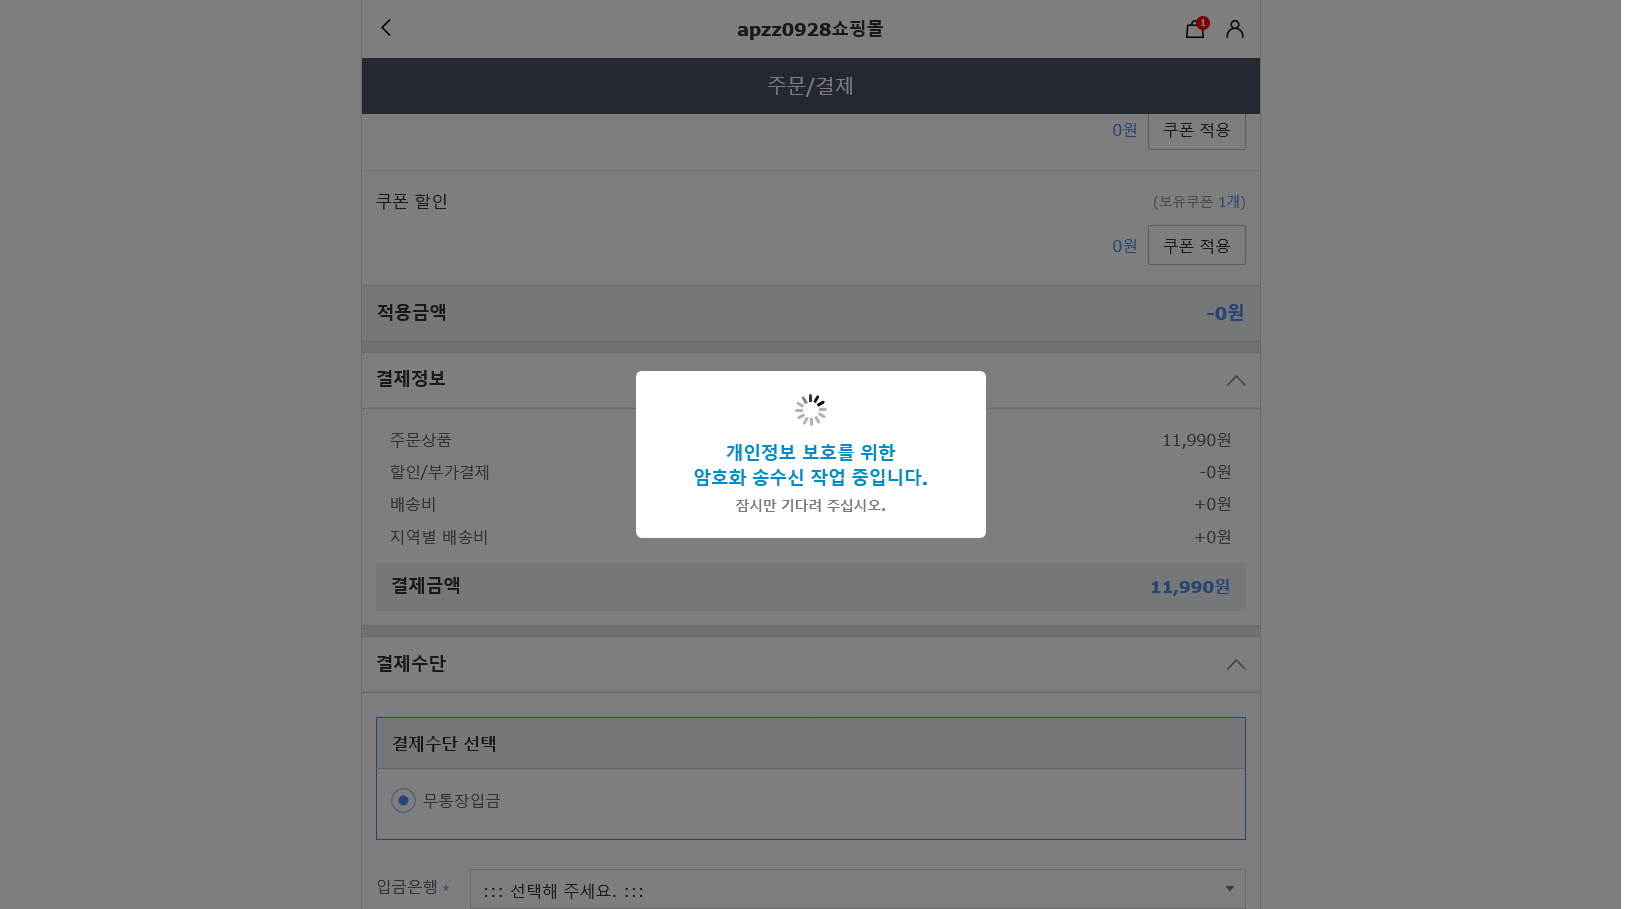 apzz0928쇼핑몰
1
주문/결제
0원 쿠폰 적용
쿠폰 할인 (보유쿠폰 1개)
0원 쿠폰 적용
적용금액 -0원
결제정보
주문상품 11,990원
할인/부가결제 -0원
배송비 +0원
지역별 배송비 +0원
개인정보 보호를 위한
암호화 송수신 작업 중입니다.
잠시만 기다려 주십시오.
결제금액 11,990원
결제수단
결제수단 선택
무통장입금
입금은행 * ::: 선택해 주세요. :::